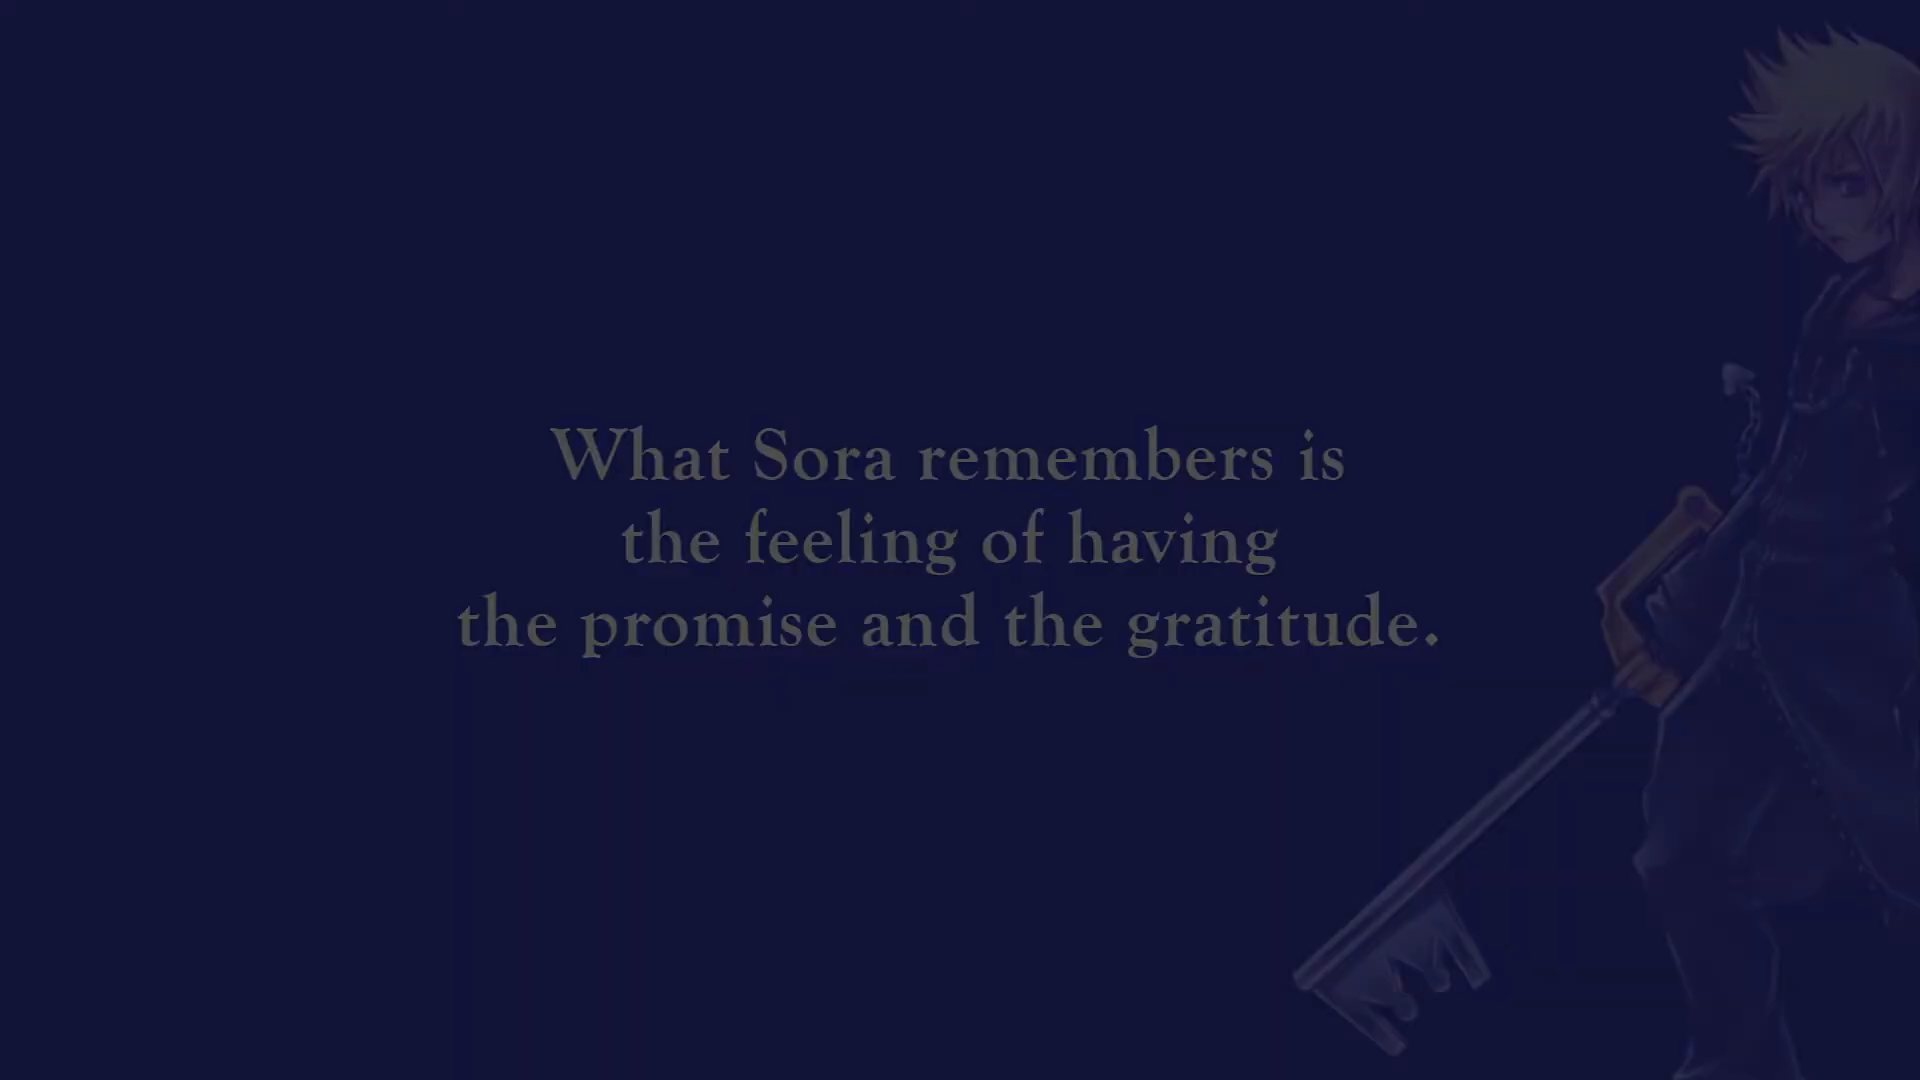 What Sora remembers is
the feeling of having
the promise and the gratitude.